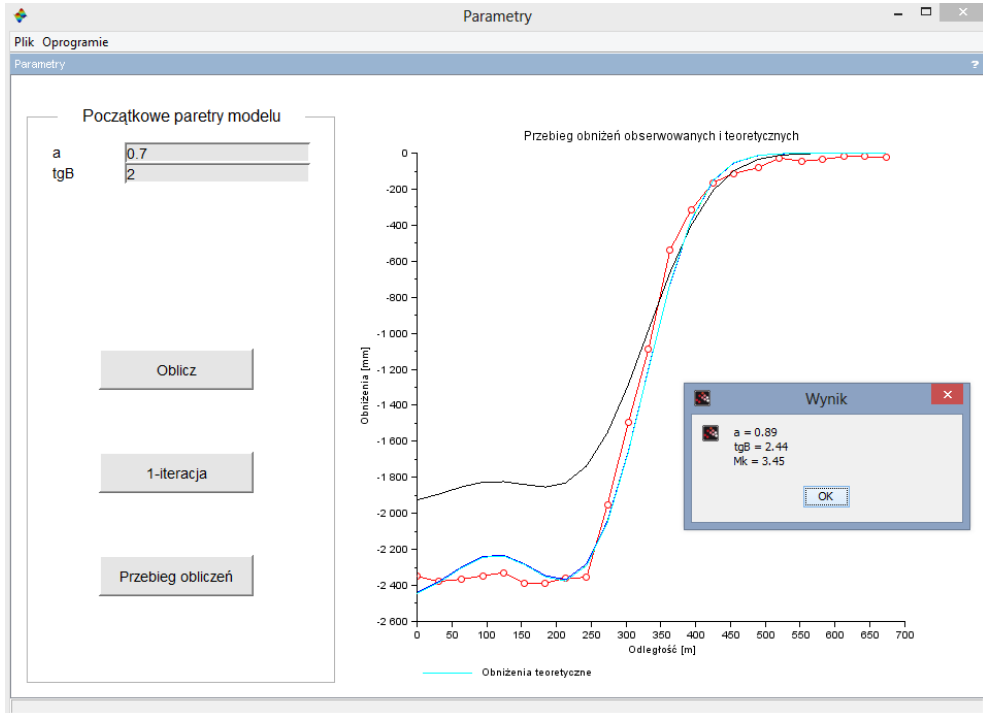 Parametry
Plik Oprogramie
Parametry ?
Początkowe paretry modelu
a 0.7
tgB 2
Oblicz
1-iteracja
Przebieg obliczeń
Przebieg obniżeń obserwowanych i teoretycznych
Obniżenia [mm]
0
-200
-400
-600
-800
-1 000
-1 200
-1 400
-1 600
-1 800
-2 000
-2 200
-2 400
-2 600
0 50 100 150 200 250 300 350 400 450 500 550 600 650 700
Odległość [m]
Obniżenia teoretyczne
Wynik
a = 0.89
tgB = 2.44
Mk = 3.45
OK